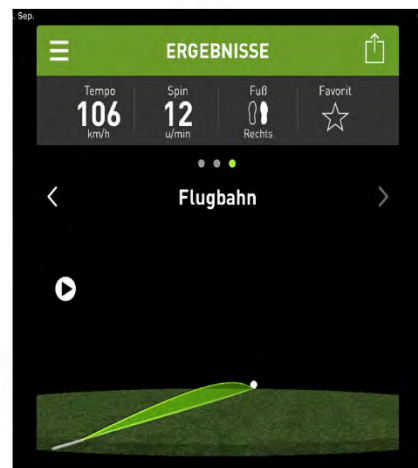 . Sep.
ERGEBNISSE
Tempo Spin Fuß Favorit
106 12
km/h u/min Rechts
Flugbahn